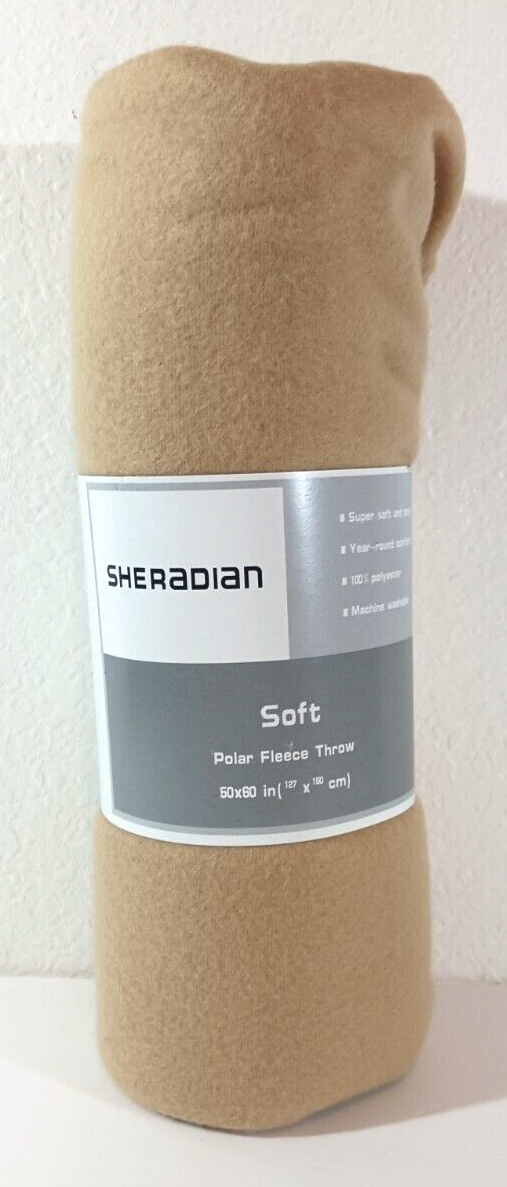 SHERADIAN
■ Super soft and
■ Year-round comfort
■ 100% polyester
■ Machine washable
Soft
Polar Fleece Throw
50x60 in(127 x 150 cm)